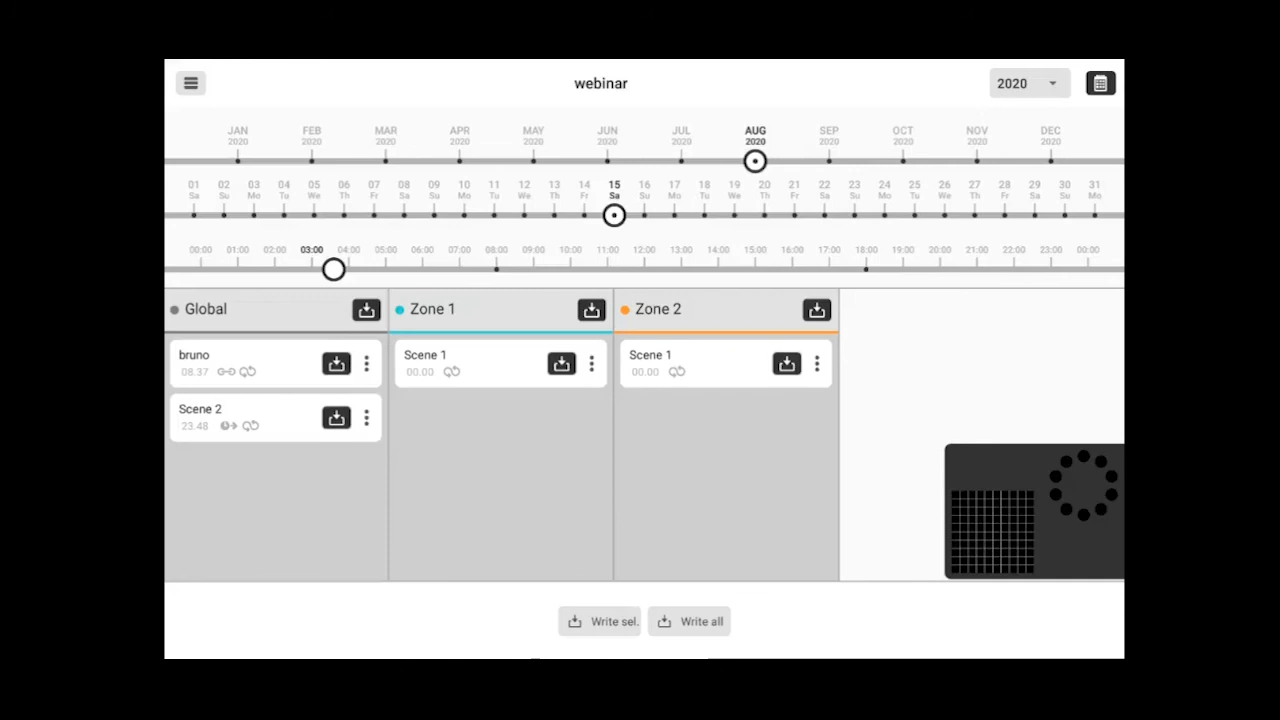 webinar
2020
JAN FEB MAR APR MAY JUN JUL AUG SEP OCT NOV DEC
2020 2020 2020 2020 2020 2020 2020 2020 2020 2020 2020 2020
01 02 03 04 05 06 07 08 09 10 11 12 13 14 15 16 17 18 19 20 21 22 23 24 25 26 27 28 29 30 31
Sa Su Mo Tu We Th Fr Sa Su Mo Tu We Th Fr Sa Su Mo Tu We Th Fr Sa Su Mo Tu We Th Fr Sa Su Mo
00:00 01:00 02:00 03:00 04:00 05:00 06:00 07:00 08:00 09:00 10:00 11:00 12:00 13:00 14:00 15:00 16:00 17:00 18:00 19:00 20:00 21:00 22:00 23:00 00:00
Global Zone 1 Zone 2
bruno Scene 1 Scene 1
08.37 00.00 00.00
Scene 2
23.48
Write sel. Write all